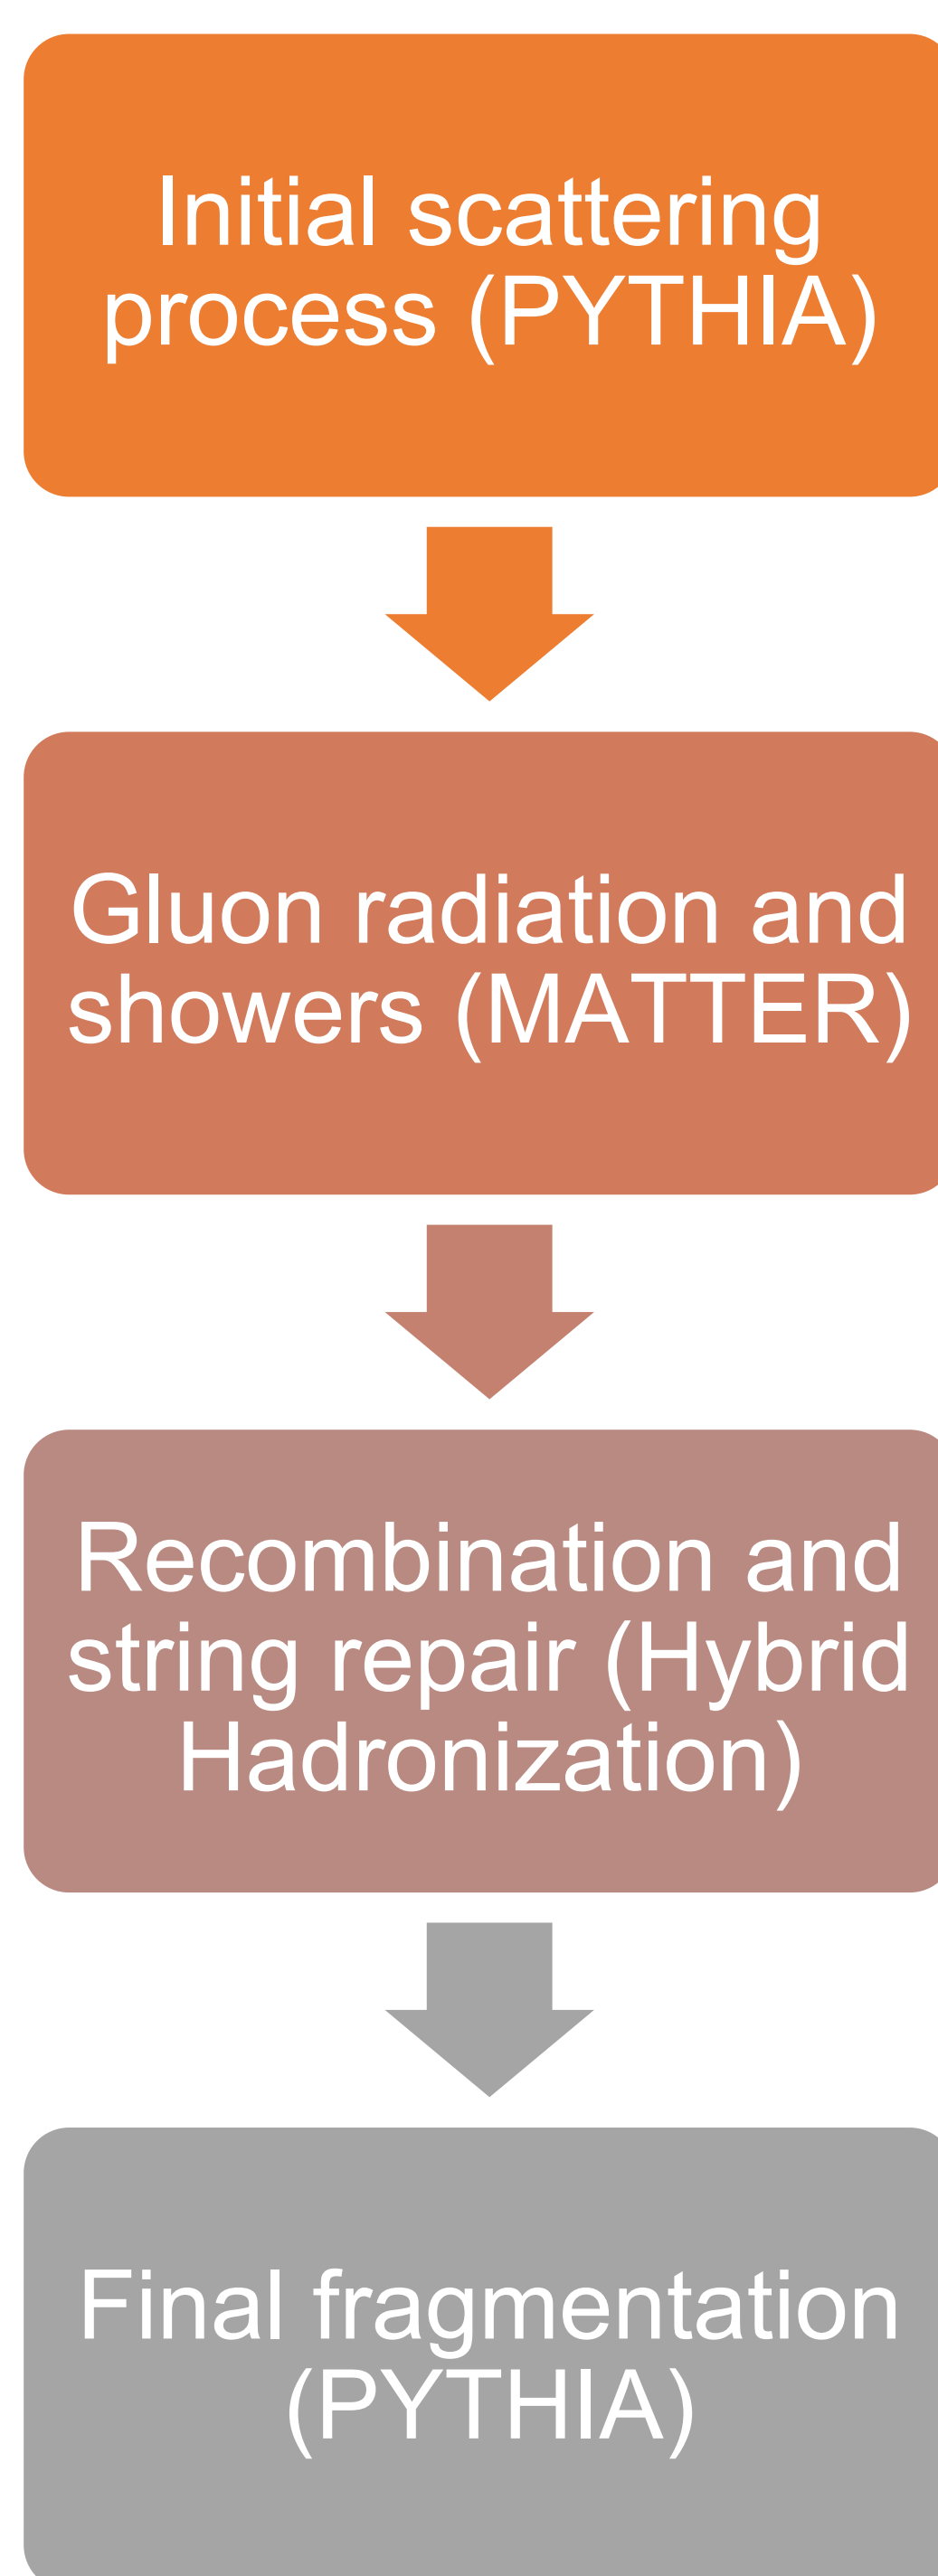 Initial scattering
process (PYTHIA)
Gluon radiation and
showers (MATTER)
Recombination and
string repair (Hybrid
Hadronization)
Final fragmentation
(PYTHIA)